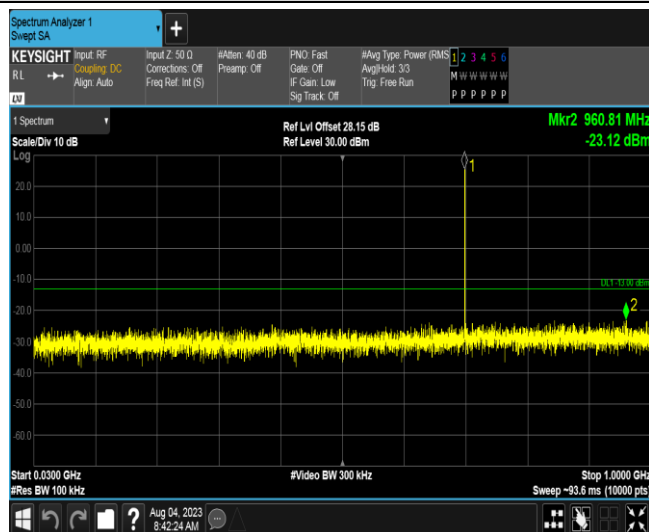 Spectrum Analyzer 1
Swept SA
+
KEYSIGHT
RL
LXI
Input: RF
Coupling: DC
Align: Auto
Input Z: 50 Ω
Corrections: Off
Freq Ref: Int (S)
#Atten: 40 dB
Preamp: Off
PNO: Fast
Gate: Off
IF Gain: Low
Sig Track: Off
#Avg Type: Power (RMS
Avg|Hold: 3/3
Trig: Free Run
1 2 3 4 5 6
M W W W W W
P P P P P P
1 Spectrum
Scale/Div 10 dB
Ref Lvl Offset 28.15 dB
Ref Level 30.00 dBm
Mkr2 960.81 MHz
-23.12 dBm
Log
1
20.0
10.0
0.00
-10.0
DL1 -13.00 dBm
2
-20.0
-30.0
-40.0
-50.0
-60.0
Start 0.0300 GHz
#Res BW 100 kHz
#Video BW 300 kHz
Stop 1.0000 GHz
Sweep ~93.6 ms (10000 pts)
?
Aug 04, 2023
8:42:24 AM